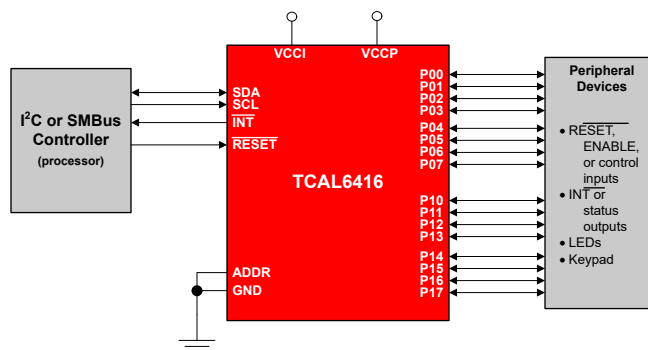 VCCI
VCCP
I²C or SMBus
Controller
(processor)
SDA
SCL
INT
RESET
TCAL6416
ADDR
GND
P00
P01
P02
P03
P04
P05
P06
P07
P10
P11
P12
P13
P14
P15
P16
P17
Peripheral
Devices
• RESET,
ENABLE,
or control
inputs
• INT or
status
outputs
• LEDs
• Keypad